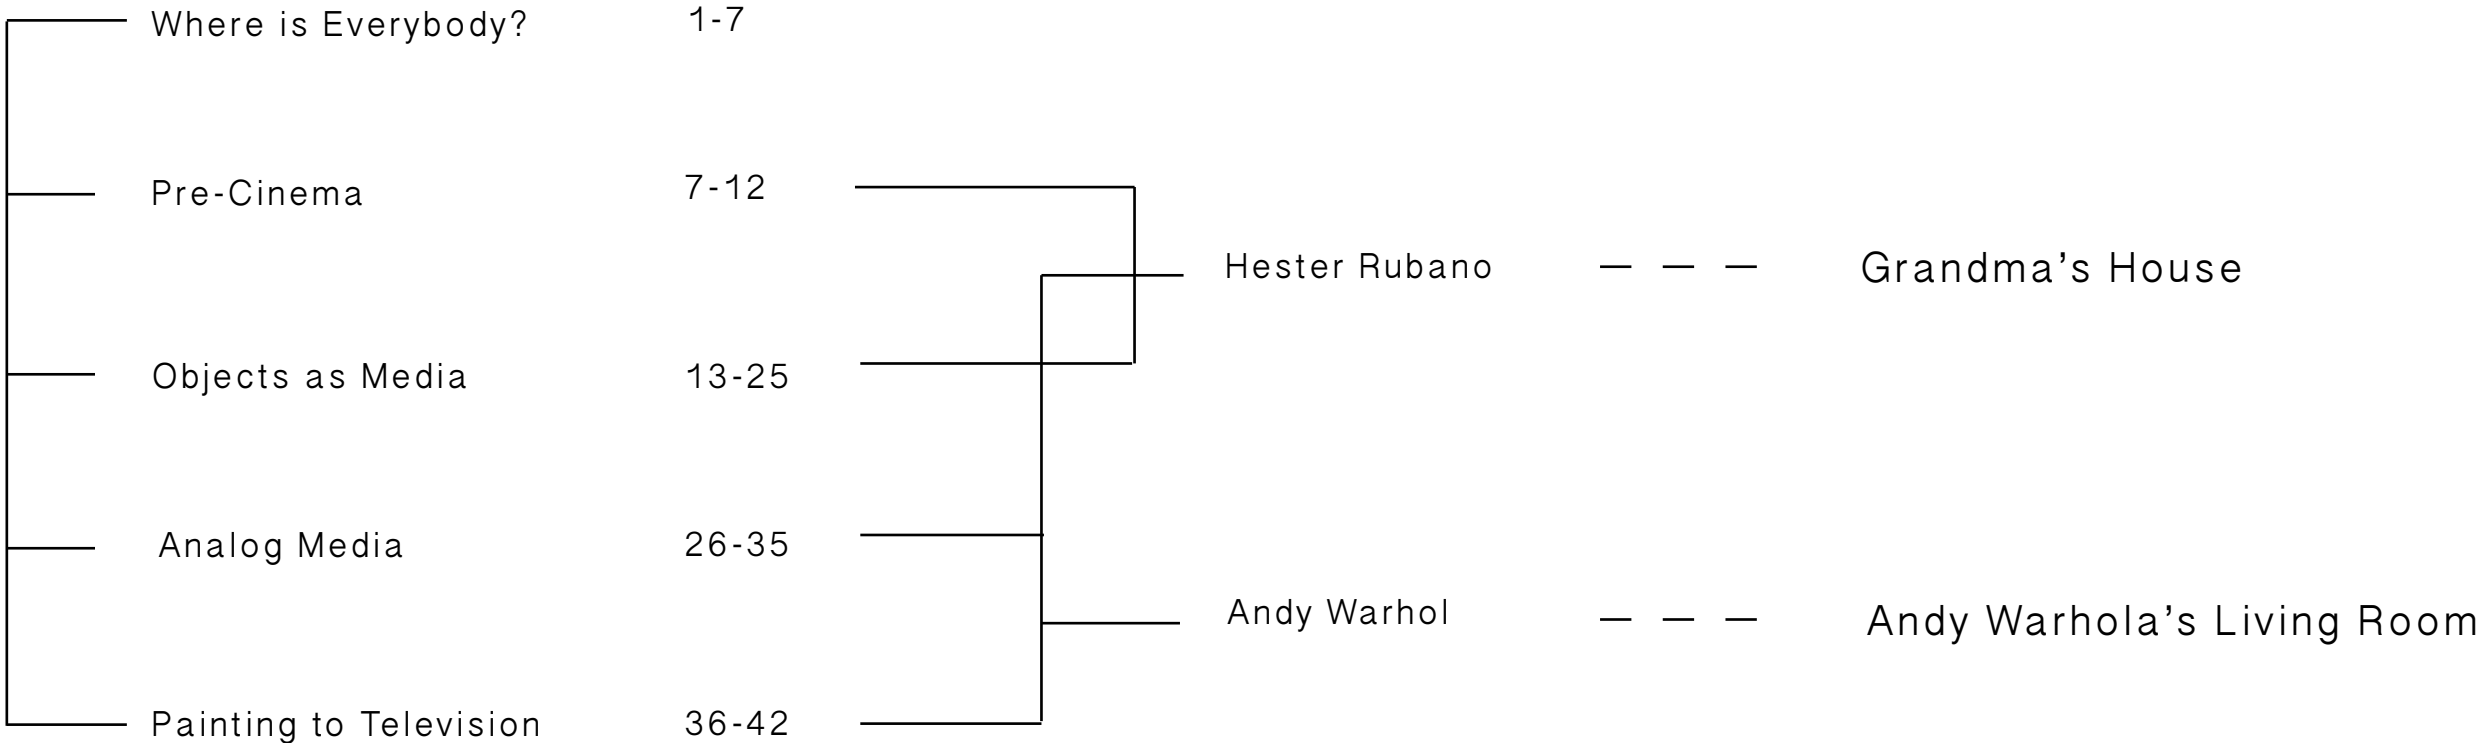 Where is Everybody? 1-7
Pre-Cinema 7-12
Hester Rubano — — — Grandma's House
Objects as Media 13-25
Analog Media 26-35
Andy Warhol — — — Andy Warhola's Living Room
Painting to Television 36-42